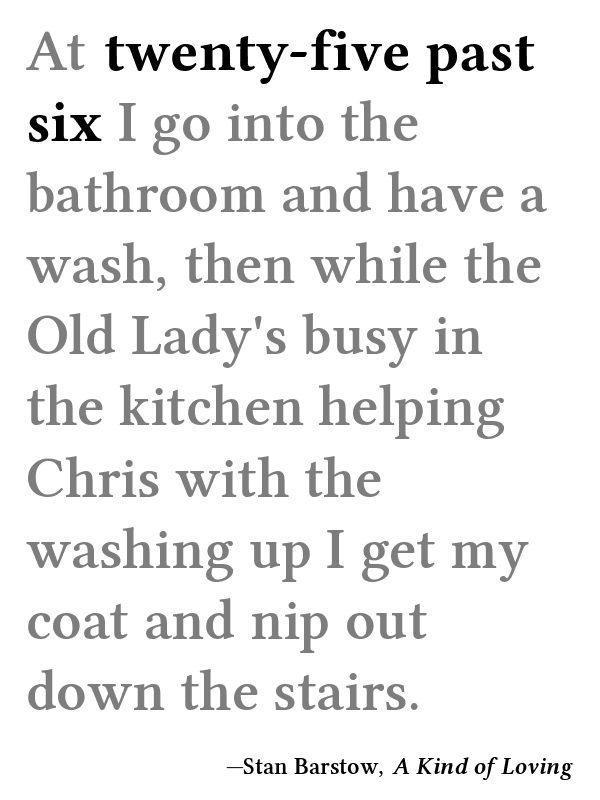 At twenty-five past
six I go into the
bathroom and have a
wash, then while the
Old Lady's busy in
the kitchen helping
Chris with the
washing up I get my
coat and nip out
down the stairs.
—Stan Barstow, A Kind of Loving